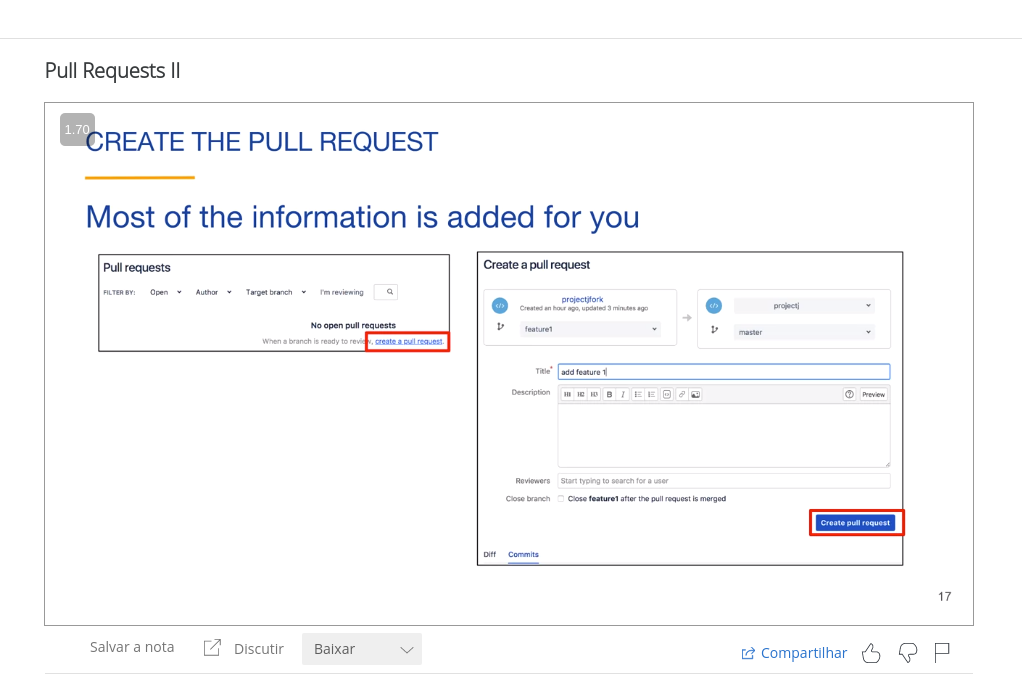 Pull Requests II
1.70
CREATE THE PULL REQUEST
Most of the information is added for you
Pull requests
FILTER BY: Open Author Target branch I'm reviewing
No open pull requests
When a branch is ready to review, create a pull request.
Create a pull request
projectjfork
Created an hour ago, updated 3 minutes ago
feature1
projectj
master
Title* add feature 1
Description
B I
Preview
Reviewers Start typing to search for a user
Close branch Close feature1 after the pull request is merged
Create pull request
Diff Commits
17
Salvar a nota Discutir Baixar Compartilhar